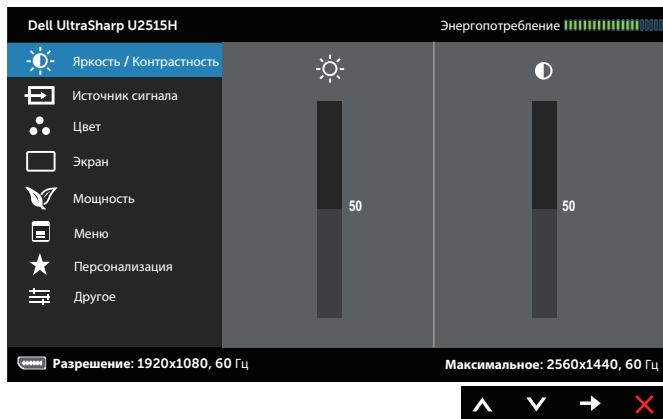 Dell UltraSharp U2515H Энергопотребление
Яркость / Контрастность
Источник сигнала
Цвет
Экран
Мощность
50 50
Меню
Персонализация
Другое
Разрешение: 1920x1080, 60 Гц Максимальное: 2560x1440, 60 Гц